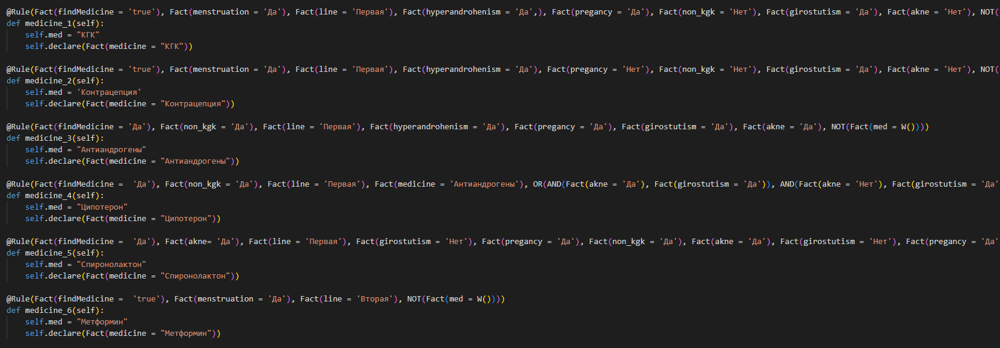 @Rule(Fact(findMedicine = 'true'), Fact(menstruation = 'Да'), Fact(line = 'Первая'), Fact(hyperandrohenism = 'Да',), Fact(pregancy = 'Да'), Fact(non_kgk = 'Нет'), Fact(girostutism = 'Да'), Fact(akne = 'Нет'), NOT(
def medicine_1(self):
    self.med = "КГК"
    self.declare(Fact(medicine = "КГК"))
@Rule(Fact(findMedicine = 'true'), Fact(menstruation = 'Да'), Fact(line = 'Первая'), Fact(hyperandrohenism = 'Да'), Fact(pregancy = 'Нет'), Fact(non_kgk = 'Нет'), Fact(girostutism = 'Да'), Fact(akne = 'Нет'), NOT(
def medicine_2(self):
    self.med = 'Контрацепция'
    self.declare(Fact(medicine = "Контрацепция"))
@Rule(Fact(findMedicine = 'Да'), Fact(non_kgk = 'Да'), Fact(line = 'Первая'), Fact(hyperandrohenism = 'Да'), Fact(pregancy = 'Да'), Fact(girostutism = 'Да'), Fact(akne = 'Да'), NOT(Fact(med = W())))
def medicine_3(self):
    self.med = "Антиандрогены"
    self.declare(Fact(medicine = "Антиандрогены"))
@Rule(Fact(findMedicine =  'Да'), Fact(non_kgk = 'Да'), Fact(line = 'Первая'), Fact(medicine = 'Антиандрогены'), OR(AND(Fact(akne = 'Да'), Fact(girostutism = 'Да')), AND(Fact(akne = 'Нет'), Fact(girostutism = 'Да'
def medicine_4(self):
    self.med = "Ципотерон"
    self.declare(Fact(medicine = "Ципотерон"))
@Rule(Fact(findMedicine =  'Да'), Fact(akne= 'Да'), Fact(line = 'Первая'), Fact(girostutism = 'Нет'), Fact(pregancy = 'Да'), Fact(non_kgk = 'Да'), Fact(akne = 'Да'), Fact(girostutism = 'Нет'), Fact(pregancy = 'Да'
def medicine_5(self):
    self.med = "Спиронолактон"
    self.declare(Fact(medicine = "Спиронолактон"))
@Rule(Fact(findMedicine =  'true'), Fact(menstruation = 'Да'), Fact(line = 'Вторая'), NOT(Fact(med = W())))
def medicine_6(self):
    self.med = "Метформин"
    self.declare(Fact(medicine = "Метформин"))